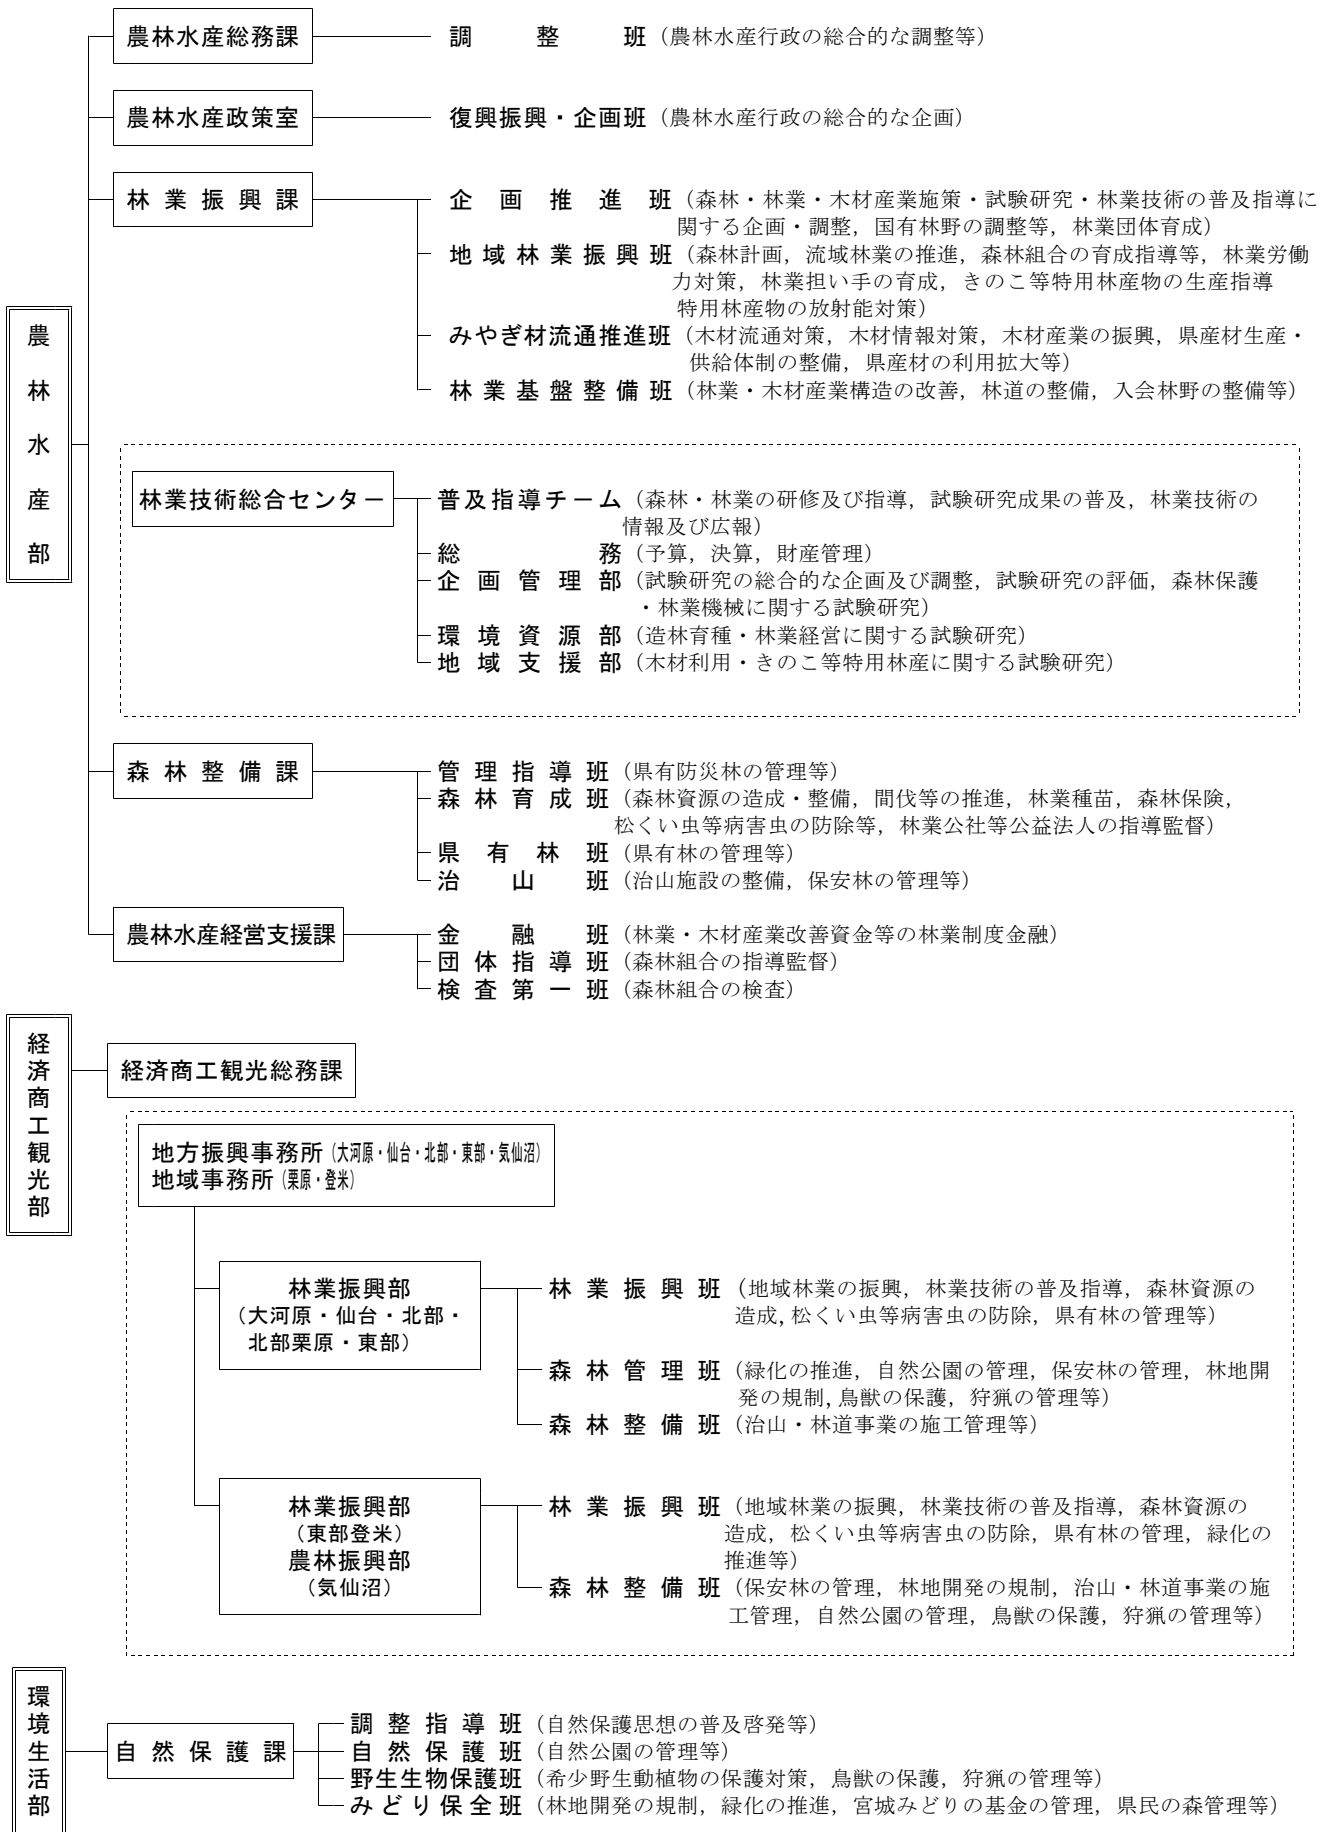 農林水産部
農林水産総務課 調整班（農林水産行政の総合的な調整等）
農林水産政策室 復興振興・企画班（農林水産行政の総合的な企画）
林業振興課 企画推進班（森林・林業・木材産業施策・試験研究・林業技術の普及指導に
関する企画・調整，国有林野の調整等，林業団体育成）
地域林業振興班（森林計画，流域林業の推進，森林組合の育成指導等，林業労働
力対策，林業担い手の育成，きのこ等特用林産物の生産指導
特用林産物の放射能対策）
みやぎ材流通推進班（木材流通対策，木材情報対策，木材産業の振興，県産材生産・
供給体制の整備，県産材の利用拡大等）
林業基盤整備班（林業・木材産業構造の改善，林道の整備，入会林野の整備等）
林業技術総合センター 普及指導チーム（森林・林業の研修及び指導，試験研究成果の普及，林業技術の
情報及び広報）
総務（予算，決算，財産管理）
企画管理部（試験研究の総合的な企画及び調整，試験研究の評価，森林保護
・林業機械に関する試験研究）
環境資源部（造林育種・林業経営に関する試験研究）
地域支援部（木材利用・きのこ等特用林産に関する試験研究）
森林整備課 管理指導班（県有防災林の管理等）
森林育成班（森林資源の造成・整備，間伐等の推進，林業種苗，森林保険，
松くい虫等病害虫の防除等，林業公社等公益法人の指導監督）
県有林班（県有林の管理等）
治山班（治山施設の整備，保安林の管理等）
農林水産経営支援課 金融班（林業・木材産業改善資金等の林業制度金融）
団体指導班（森林組合の指導監督）
検査第一班（森林組合の検査）
経済商工観光部
経済商工観光総務課
地方振興事務所（大河原・仙台・北部・東部・気仙沼）
地域事務所（栗原・登米）
林業振興部
（大河原・仙台・北部・
北部栗原・東部）
林業振興班（地域林業の振興，林業技術の普及指導，森林資源の
造成，松くい虫等病害虫の防除，県有林の管理等）
森林管理班（緑化の推進，自然公園の管理，保安林の管理，林地開
発の規制，鳥獣の保護，狩猟の管理等）
森林整備班（治山・林道事業の施工管理等）
林業振興部
（東部登米）
農林振興部
（気仙沼）
林業振興班（地域林業の振興，林業技術の普及指導，森林資源の
造成，松くい虫等病害虫の防除，県有林の管理，緑化の
推進等）
森林整備班（保安林の管理，林地開発の規制，治山・林道事業の施
工管理，自然公園の管理，鳥獣の保護，狩猟の管理等）
環境生活部
自然保護課 調整指導班（自然保護思想の普及啓発等）
自然保護班（自然公園の管理等）
野生生物保護班（希少野生動植物の保護対策，鳥獣の保護，狩猟の管理等）
みどり保全班（林地開発の規制，緑化の推進，宮城みどりの基金の管理，県民の森管理等）